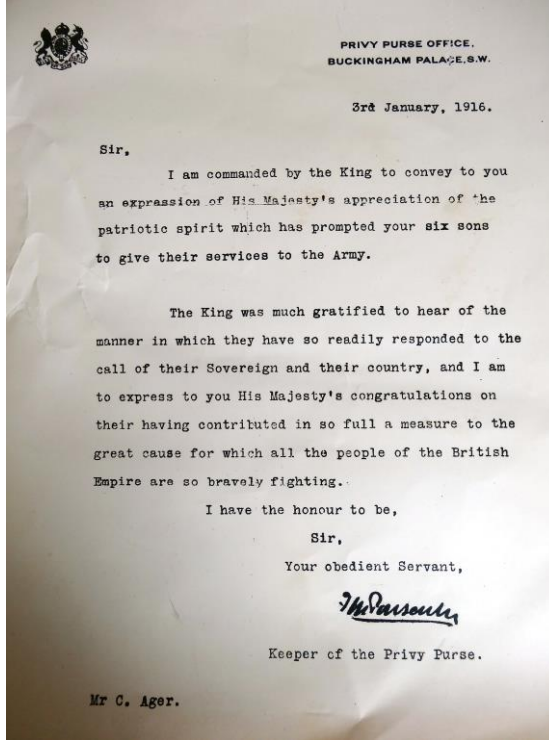 PRIVY PURSE OFFICE,
BUCKINGHAM PALACE, S.W.
3rd January, 1916.
Sir,
I am commanded by the King to convey to you
an exprassion of His Majesty's appreciation of the
patriotic spirit which has prompted your six sons
to give their services to the Army.
The King was much gratified to hear of the
manner in which they have so readily responded to the
call of their Sovereign and their country, and I am
to express to you His Majesty's congratulations on
their having contributed in so full a measure to the
great cause for which all the people of the British
Empire are so bravely fighting.
I have the honour to be,
Sir,
Your obedient Servant,
Keeper of the Privy Purse.
Mr C. Ager.